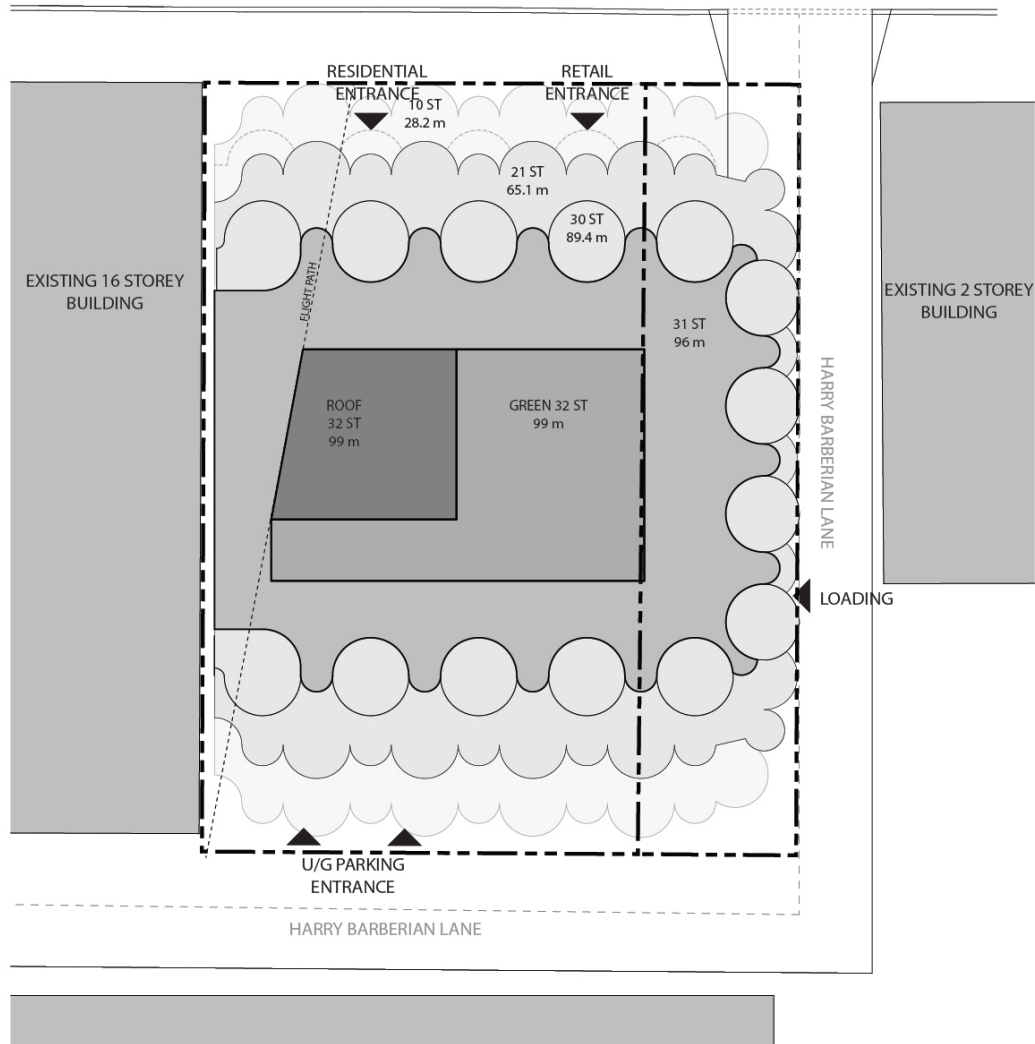 RESIDENTIAL
ENTRANCE
RETAIL
ENTRANCE
10 ST
28.2 m
21 ST
65.1 m
30 ST
89.4 m
EXISTING 16 STOREY
BUILDING
FLIGHT PATH
EXISTING 2 STOREY
BUILDING
31 ST
96 m
ROOF
32 ST
99 m
GREEN 32 ST
99 m
HARRY BARBERIAN LANE
LOADING
U/G PARKING
ENTRANCE
HARRY BARBERIAN LANE